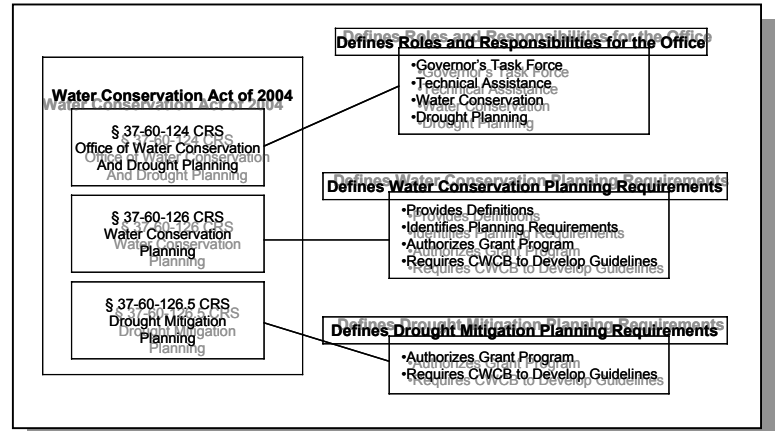 Water Conservation Act of 2004
§ 37-60-124 CRS
Office of Water Conservation
And Drought Planning
§ 37-60-126 CRS
Water Conservation
Planning
§ 37-60-126.5 CRS
Drought Mitigation
Planning
Defines Roles and Responsibilities for the Office
•Governor's Task Force
•Technical Assistance
•Water Conservation
•Drought Planning
Defines Water Conservation Planning Requirements
•Provides Definitions
•Identifies Planning Requirements
•Authorizes Grant Program
•Requires CWCB to Develop Guidelines
Defines Drought Mitigation Planning Requirements
•Authorizes Grant Program
•Requires CWCB to Develop Guidelines